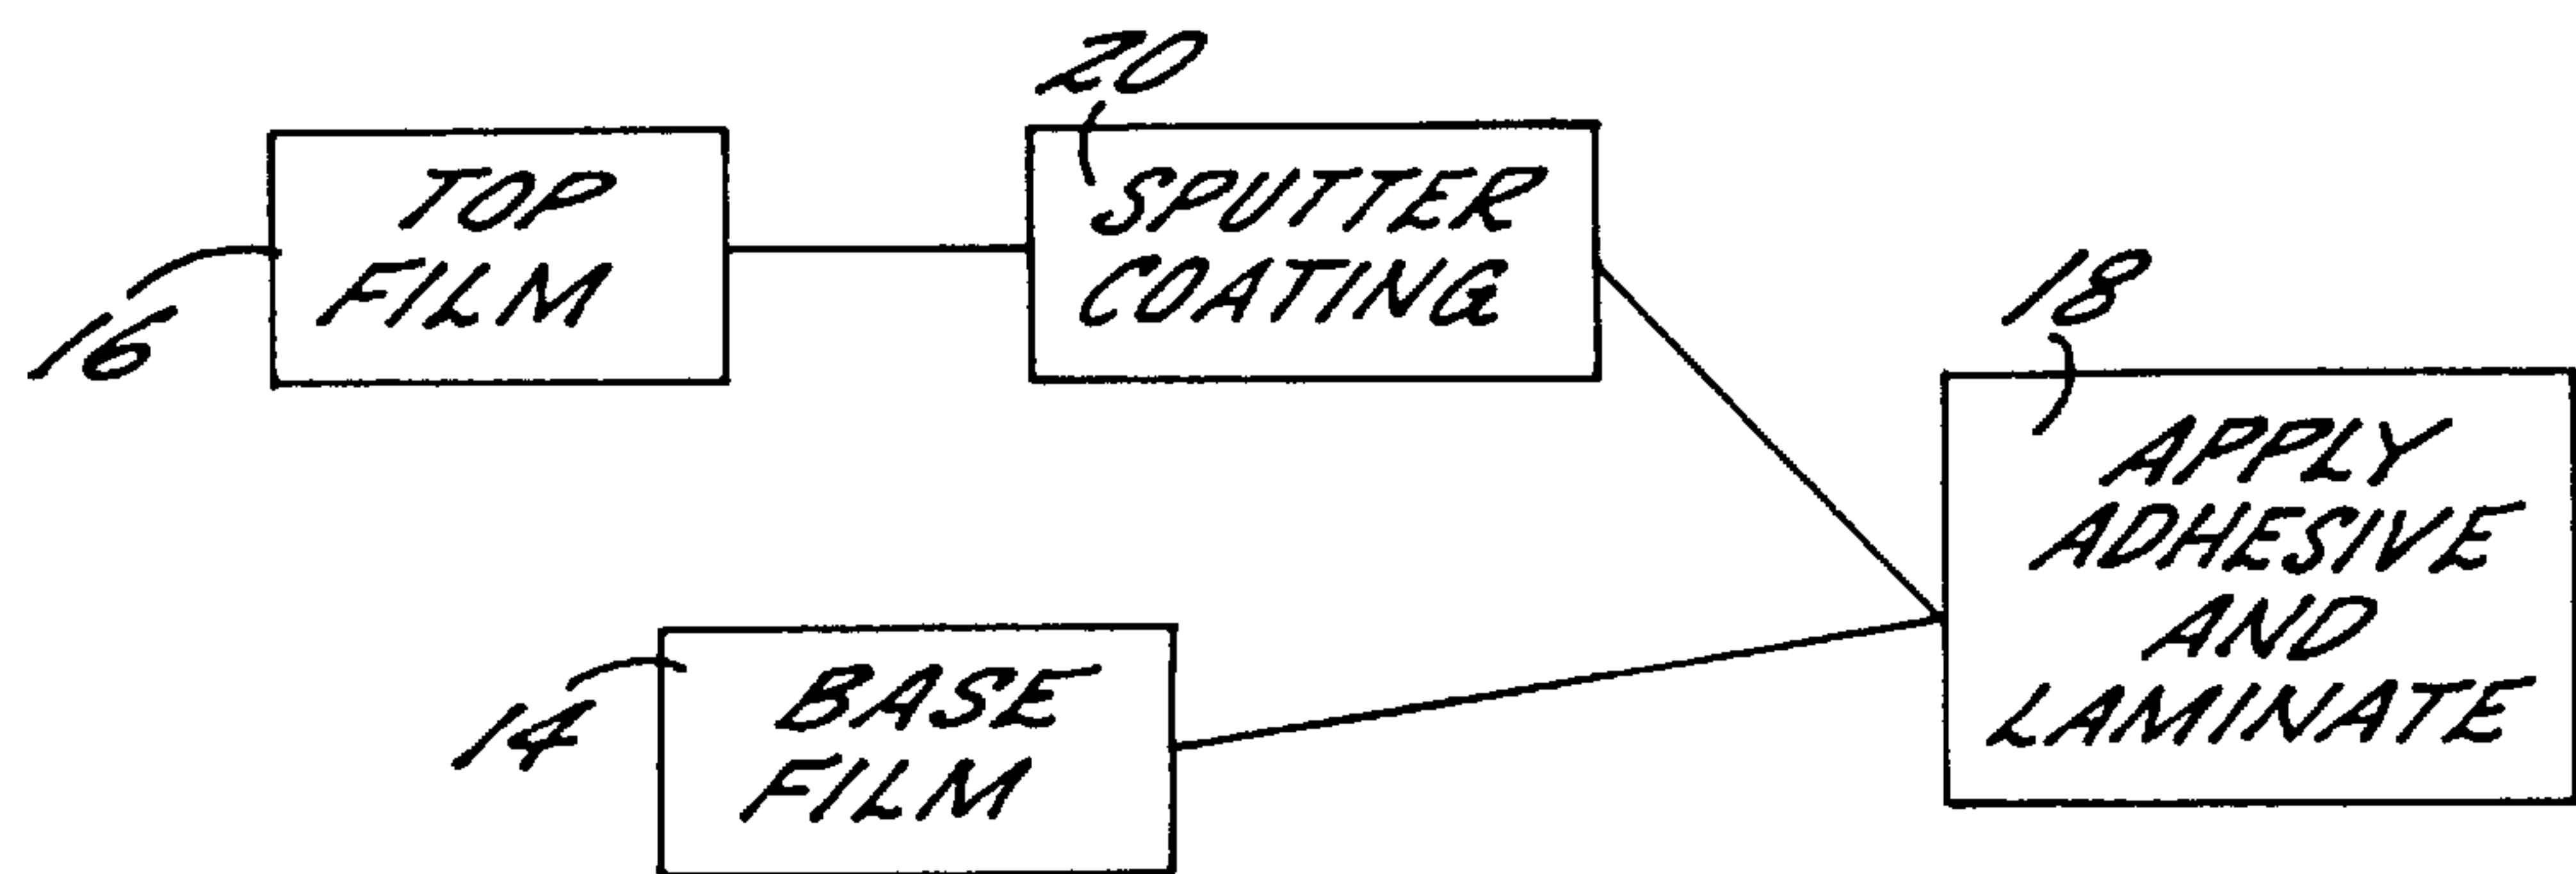 20
TOP
FILM
16
SPUTTER
COATING
18
APPLY
ADHESIVE
AND
LAMINATE
14
BASE
FILM